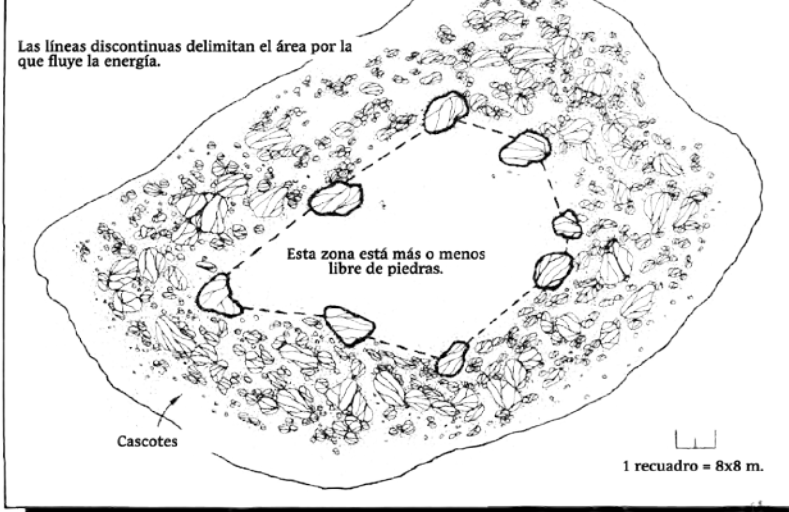 Las líneas discontinuas delimitan el área por la
que fluye la energía.
Esta zona está más o menos
libre de piedras.
Cascotes
1 recuadro = 8x8 m.